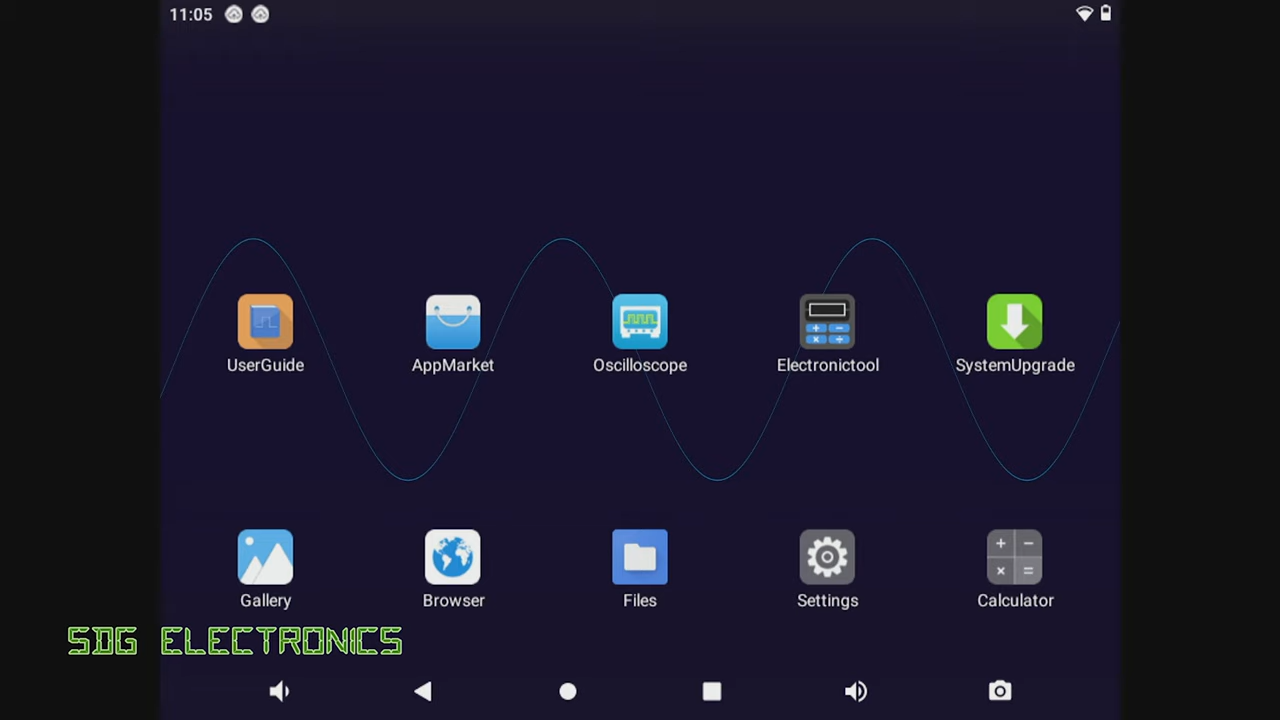 11:05
UserGuide
AppMarket
Oscilloscope
Electronictool
SystemUpgrade
Gallery
Browser
Files
Settings
Calculator
SDG ELECTRONICS